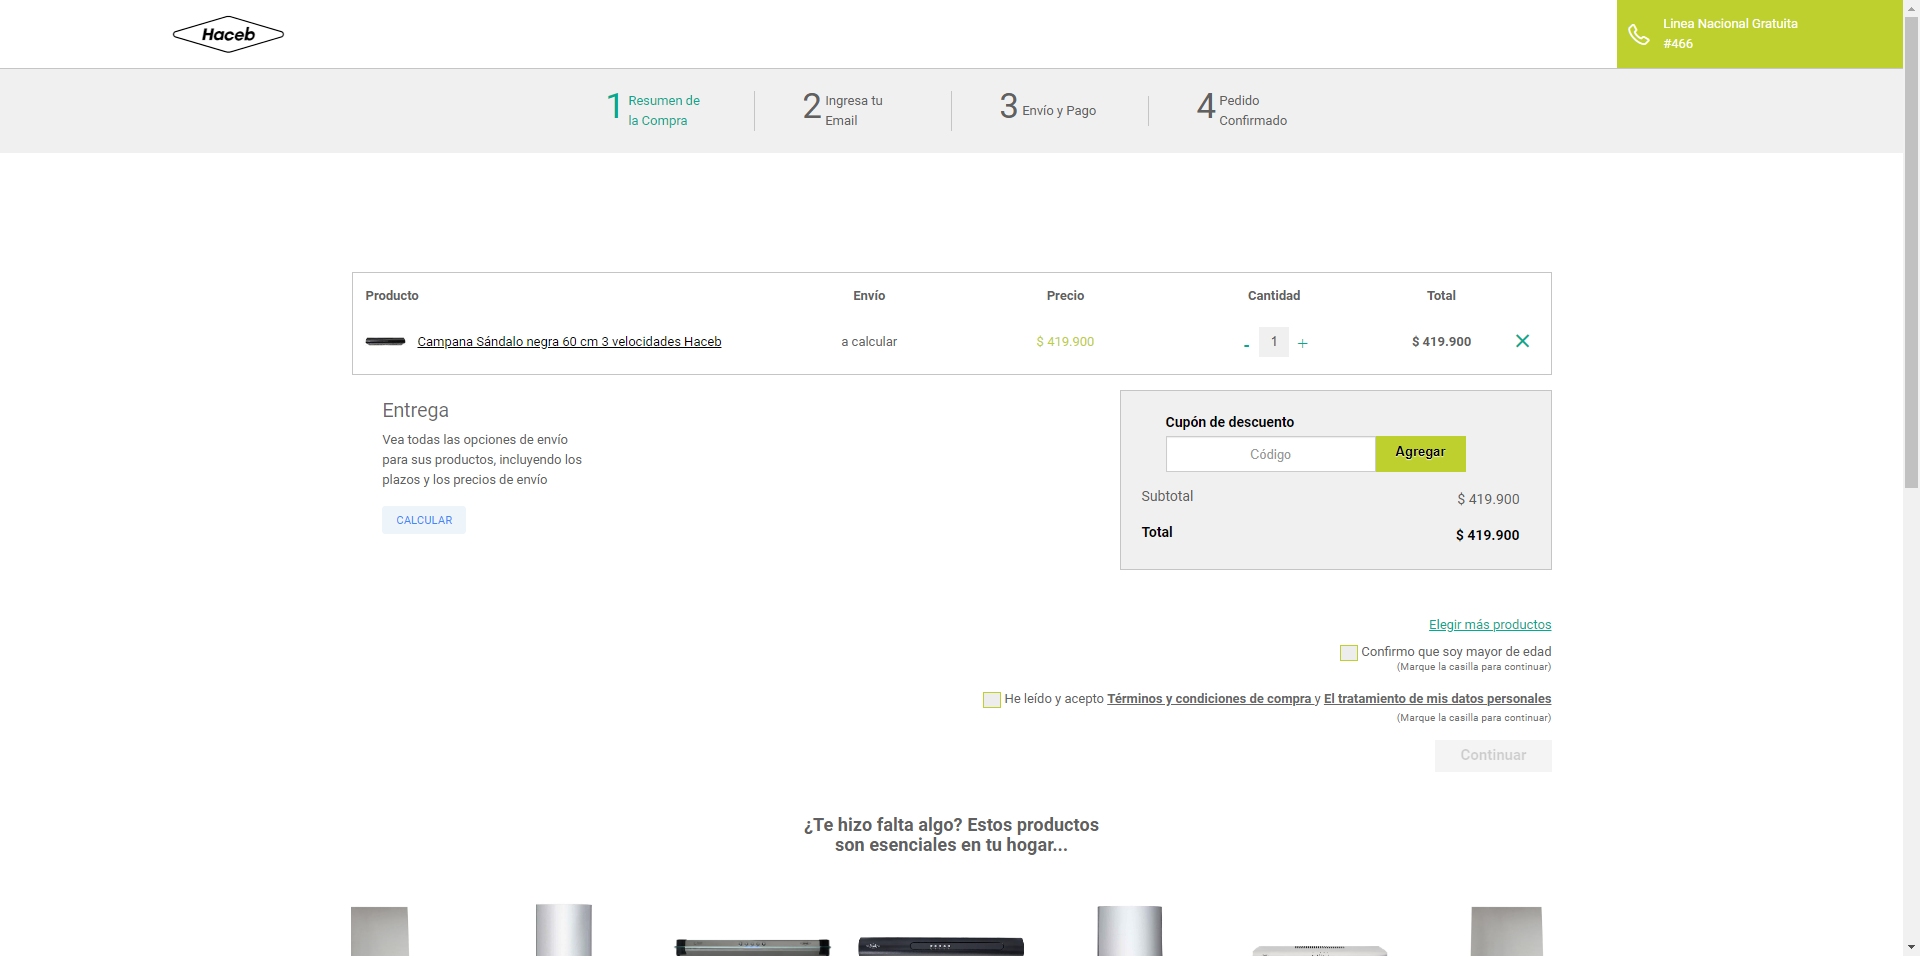 Haceb
Linea Nacional Gratuita
#466
1 Resumen de
la Compra
2 Ingresa tu
Email
3 Envío y Pago
4 Pedido
Confirmado
Producto Envío Precio Cantidad Total
Campana Sándalo negra 60 cm 3 velocidades Haceb a calcular $ 419.900 - 1 + $ 419.900
Entrega
Vea todas las opciones de envío
para sus productos, incluyendo los
plazos y los precios de envío
CALCULAR
Cupón de descuento
Código Agregar
Subtotal $ 419.900
Total $ 419.900
Elegir más productos
Confirmo que soy mayor de edad
(Marque la casilla para continuar)
He leído y acepto Términos y condiciones de compra y El tratamiento de mis datos personales
(Marque la casilla para continuar)
Continuar
¿Te hizo falta algo? Estos productos
son esenciales en tu hogar...